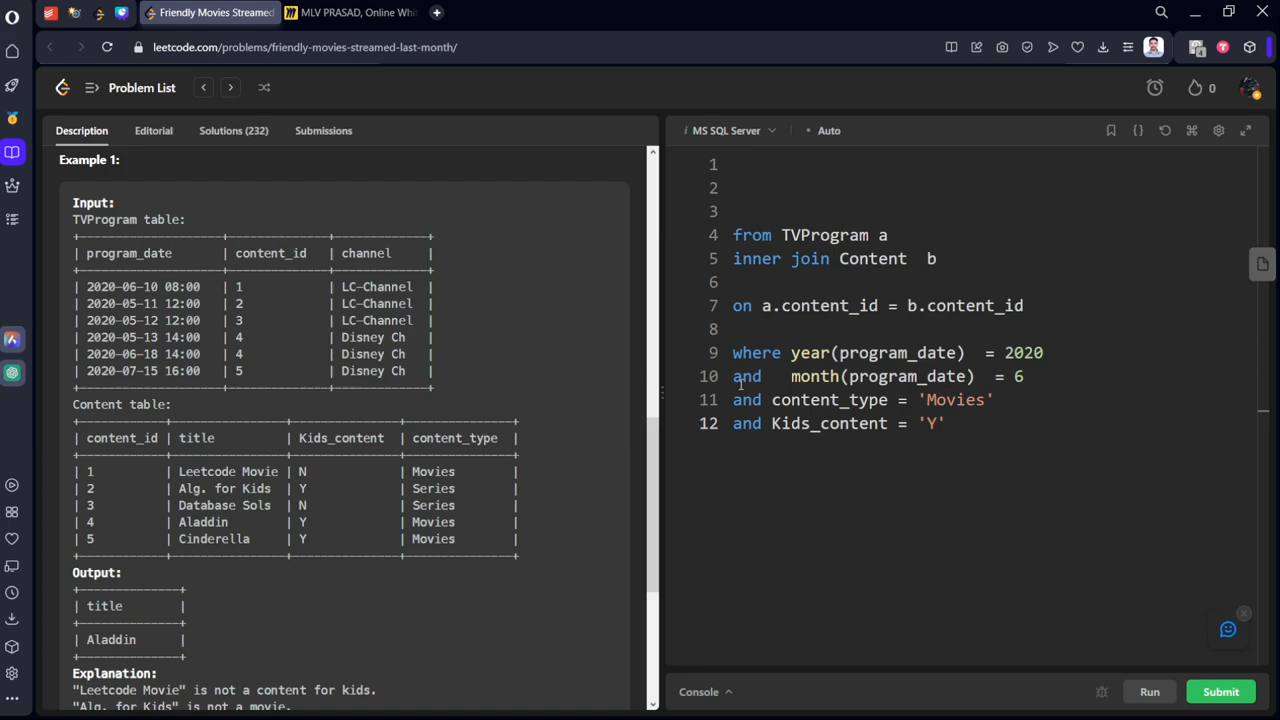 Friendly Movies Streamed
MLV PRASAD, Online Whit
leetcode.com/problems/friendly-movies-streamed-last-month/
4
Problem List
0
Description Editorial Solutions (232) Submissions
i MS SQL Server • Auto
Example 1:
Input:
TVProgram table:
+--------------------+--------------+-------------+
| program_date | content_id | channel |
+--------------------+--------------+-------------+
| 2020-06-10 08:00 | 1 | LC-Channel |
| 2020-05-11 12:00 | 2 | LC-Channel |
| 2020-05-12 12:00 | 3 | LC-Channel |
| 2020-05-13 14:00 | 4 | Disney Ch |
| 2020-06-18 14:00 | 4 | Disney Ch |
| 2020-07-15 16:00 | 5 | Disney Ch |
+--------------------+--------------+-------------+
Content table:
+------------+----------------+---------------+---------------+
| content_id | title | Kids_content | content_type |
+------------+----------------+---------------+---------------+
| 1 | Leetcode Movie | N | Movies |
| 2 | Alg. for Kids | Y | Series |
| 3 | Database Sols | N | Series |
| 4 | Aladdin | Y | Movies |
| 5 | Cinderella | Y | Movies |
+------------+----------------+---------------+---------------+
Output:
+--------------+
| title |
+--------------+
| Aladdin |
+--------------+
Explanation:
"Leetcode Movie" is not a content for kids.
"Alg. for Kids" is not a movie.
1
2
3
4 from TVProgram a
5 inner join Content b
6
7 on a.content_id = b.content_id
8
9 where year(program_date) = 2020
10 and month(program_date) = 6
11 and content_type = 'Movies'
12 and Kids_content = 'Y'
Console Run Submit